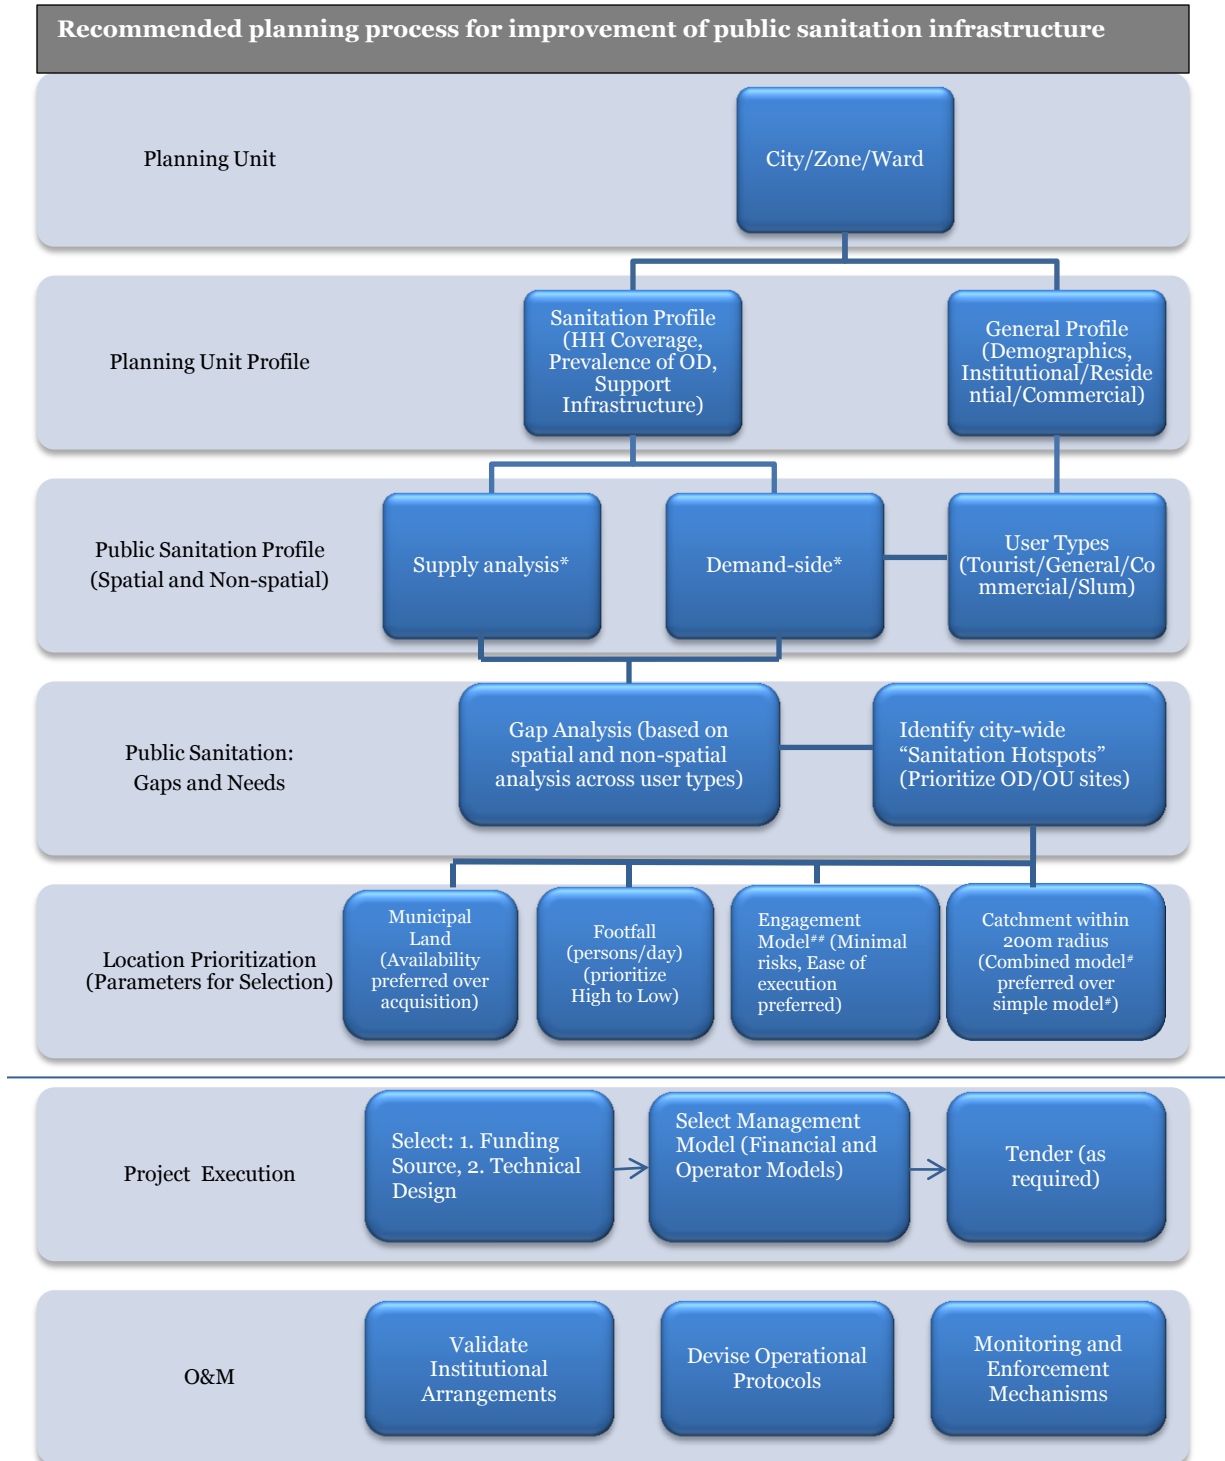 Recommended planning process for improvement of public sanitation infrastructure
Planning Unit
City/Zone/Ward
Planning Unit Profile
Sanitation Profile
(HH Coverage,
Prevalence of OD,
Support
Infrastructure)
General Profile
(Demographics,
Institutional/Reside
ntial/Commercial)
Public Sanitation Profile
(Spatial and Non-spatial)
Supply analysis*
Demand-side*
User Types
(Tourist/General/Co
mmercial/Slum)
Public Sanitation:
Gaps and Needs
Gap Analysis (based on
spatial and non-spatial
analysis across user types)
Identify city-wide
“Sanitation Hotspots”
(Prioritize OD/OU sites)
Location Prioritization
(Parameters for Selection)
Municipal
Land
(Availability
preferred over
acquisition)
Footfall
(persons/day)
(prioritize
High to Low)
Engagement
Model## (Minimal
risks, Ease of
execution
preferred)
Catchment within
200m radius
(Combined model#
preferred over
simple model#)
Project Execution
Select: 1. Funding
Source, 2. Technical
Design
Select Management
Model (Financial and
Operator Models)
Tender (as
required)
O&M
Validate
Institutional
Arrangements
Devise Operational
Protocols
Monitoring and
Enforcement
Mechanisms